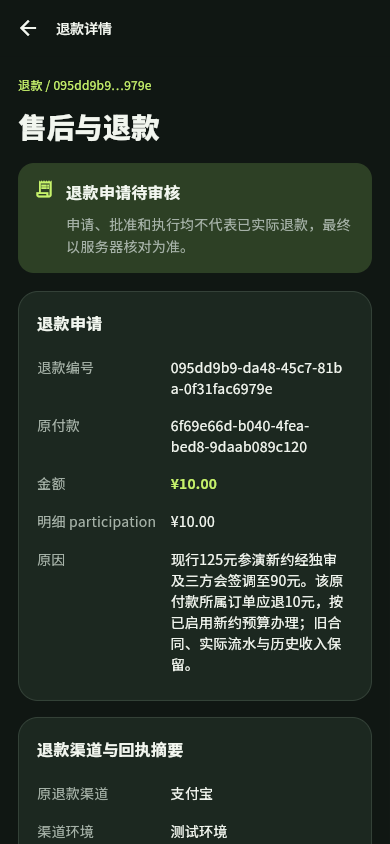 退款详情
退款 / 095dd9b9…979e
售后与退款
退款申请待审核
申请、批准和执行均不代表已实际退款，最终
以服务器核对为准。
退款申请
退款编号 095dd9b9-da48-45c7-81b
a-0f31fac6979e
原付款 6f69e66d-b040-4fea-
bed8-9daab089c120
金额 ¥10.00
明细 participation ¥10.00
原因 现行125元参演新约经独审
及三方会签调至90元。该原
付款所属订单应退10元，按
已启用新约预算办理；旧合
同、实际流水与历史收入保
留。
退款渠道与回执摘要
原退款渠道 支付宝
渠道环境 测试环境